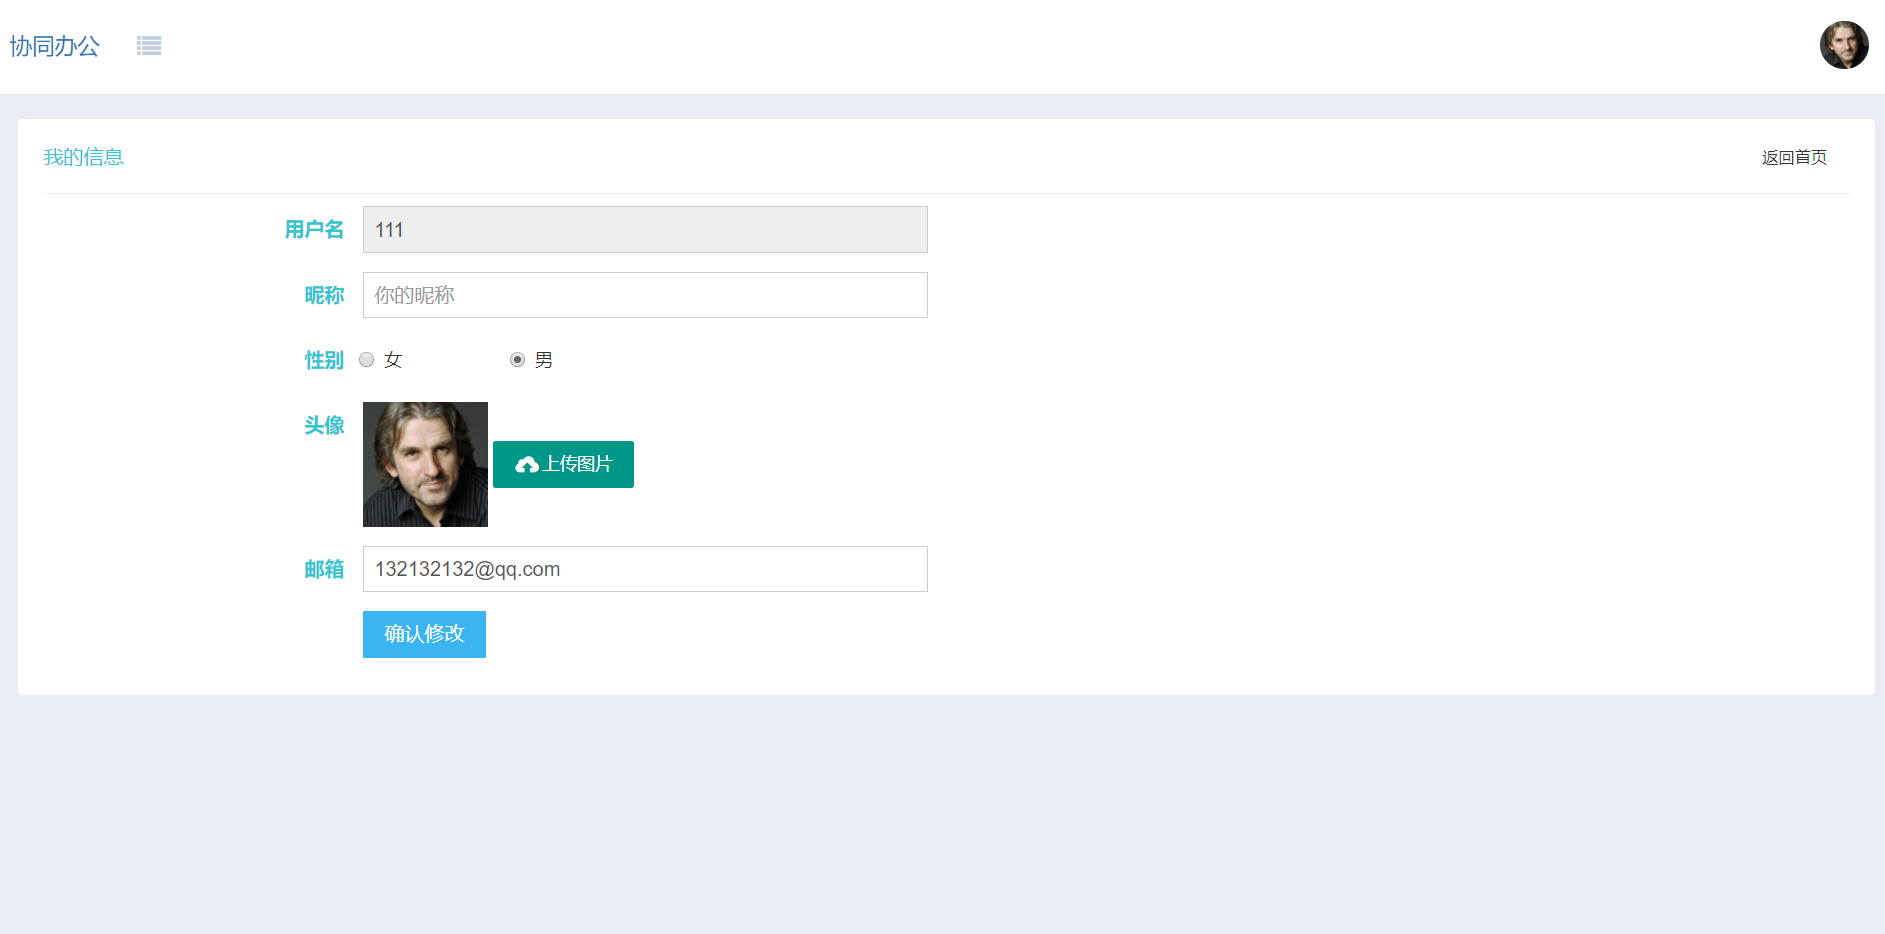 协同办公
我的信息 返回首页
用户名 111
昵称 你的昵称
性别 女 男
头像
上传图片
邮箱 132132132@qq.com
确认修改